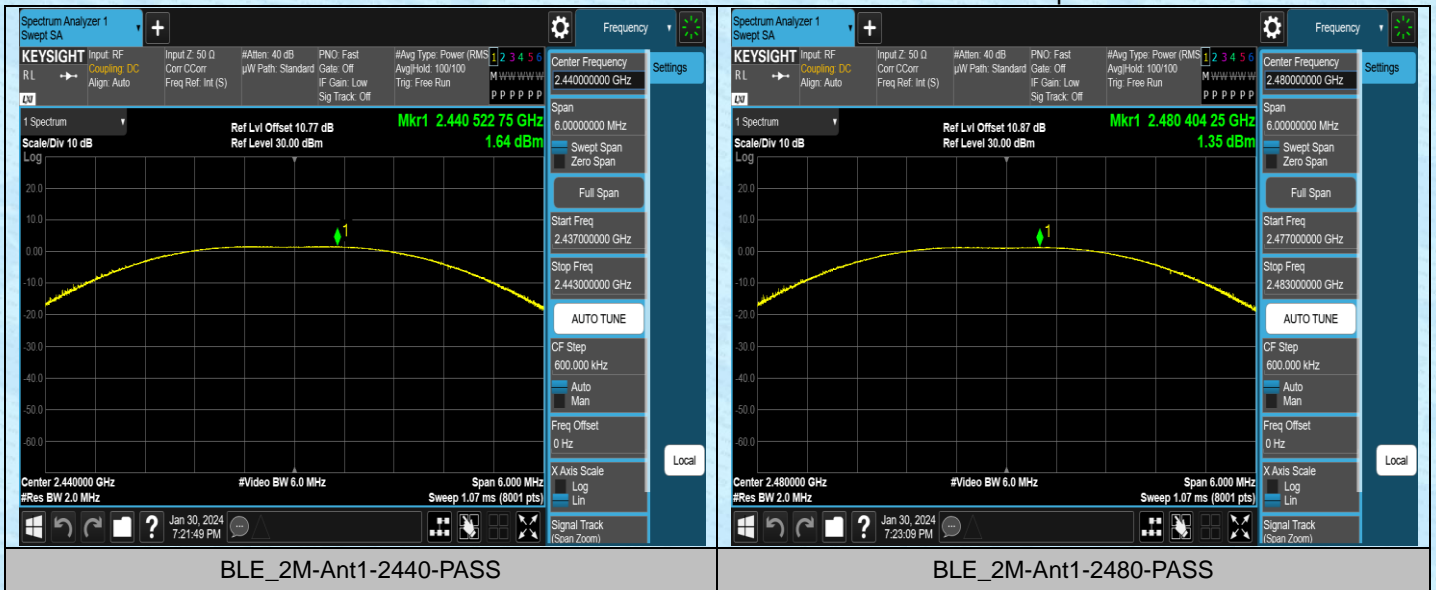 Spectrum Analyzer 1
Swept SA
+
Frequency
KEYSIGHT
RL
LXI
Input: RF
Coupling: DC
Align: Auto
Input Z: 50 Ω
Corr CCorr
Freq Ref: Int (S)
#Atten: 40 dB
µW Path: Standard
PNO: Fast
Gate: Off
IF Gain: Low
Sig Track: Off
#Avg Type: Power (RMS
Avg|Hold: 100/100
Trig: Free Run
1 2 3 4 5 6
M W W W W W
P P P P P P
Center Frequency
2.440000000 GHz
Settings
1 Spectrum
Scale/Div 10 dB
Log
Ref Lvl Offset 10.77 dB
Ref Level 30.00 dBm
Mkr1 2.440 522 75 GHz
1.64 dBm
20.0
10.0
0.00
-10.0
-20.0
-30.0
-40.0
-50.0
-60.0
1
Span
6.00000000 MHz
Swept Span
Zero Span
Full Span
Start Freq
2.437000000 GHz
Stop Freq
2.443000000 GHz
AUTO TUNE
CF Step
600.000 kHz
Auto
Man
Freq Offset
0 Hz
X Axis Scale
Log
Lin
Signal Track
(Span Zoom)
Local
Center 2.440000 GHz
#Video BW 6.0 MHz
Span 6.000 MHz
#Res BW 2.0 MHz
Sweep 1.07 ms (8001 pts)
?
Jan 30, 2024
7:21:49 PM
BLE_2M-Ant1-2440-PASS
Spectrum Analyzer 1
Swept SA
+
Frequency
KEYSIGHT
RL
LXI
Input: RF
Coupling: DC
Align: Auto
Input Z: 50 Ω
Corr CCorr
Freq Ref: Int (S)
#Atten: 40 dB
µW Path: Standard
PNO: Fast
Gate: Off
IF Gain: Low
Sig Track: Off
#Avg Type: Power (RMS
Avg|Hold: 100/100
Trig: Free Run
1 2 3 4 5 6
M W W W W W
P P P P P P
Center Frequency
2.480000000 GHz
Settings
1 Spectrum
Scale/Div 10 dB
Log
Ref Lvl Offset 10.87 dB
Ref Level 30.00 dBm
Mkr1 2.480 404 25 GHz
1.35 dBm
20.0
10.0
0.00
-10.0
-20.0
-30.0
-40.0
-50.0
-60.0
1
Span
6.00000000 MHz
Swept Span
Zero Span
Full Span
Start Freq
2.477000000 GHz
Stop Freq
2.483000000 GHz
AUTO TUNE
CF Step
600.000 kHz
Auto
Man
Freq Offset
0 Hz
X Axis Scale
Log
Lin
Signal Track
(Span Zoom)
Local
Center 2.480000 GHz
#Video BW 6.0 MHz
Span 6.000 MHz
#Res BW 2.0 MHz
Sweep 1.07 ms (8001 pts)
?
Jan 30, 2024
7:23:09 PM
BLE_2M-Ant1-2480-PASS